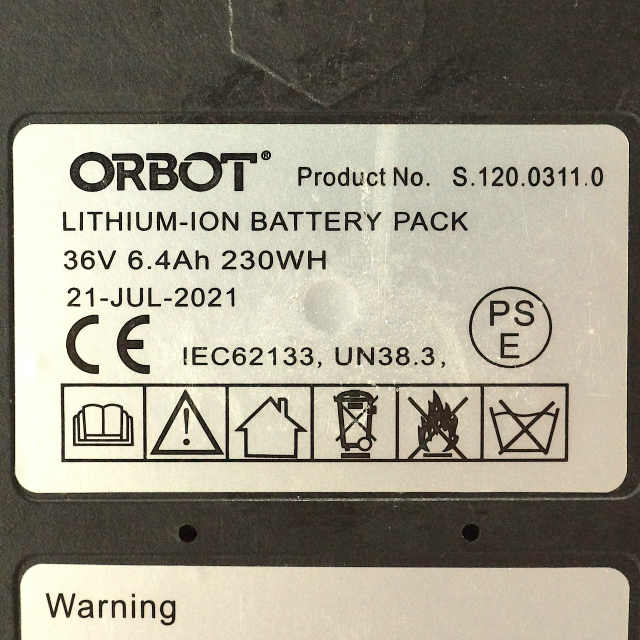 ORBOT® Product No. S.120.0311.0
LITHIUM-ION BATTERY PACK
36V 6.4Ah 230WH
21-JUL-2021
CE IEC62133, UN38.3,
PS
E
Warning